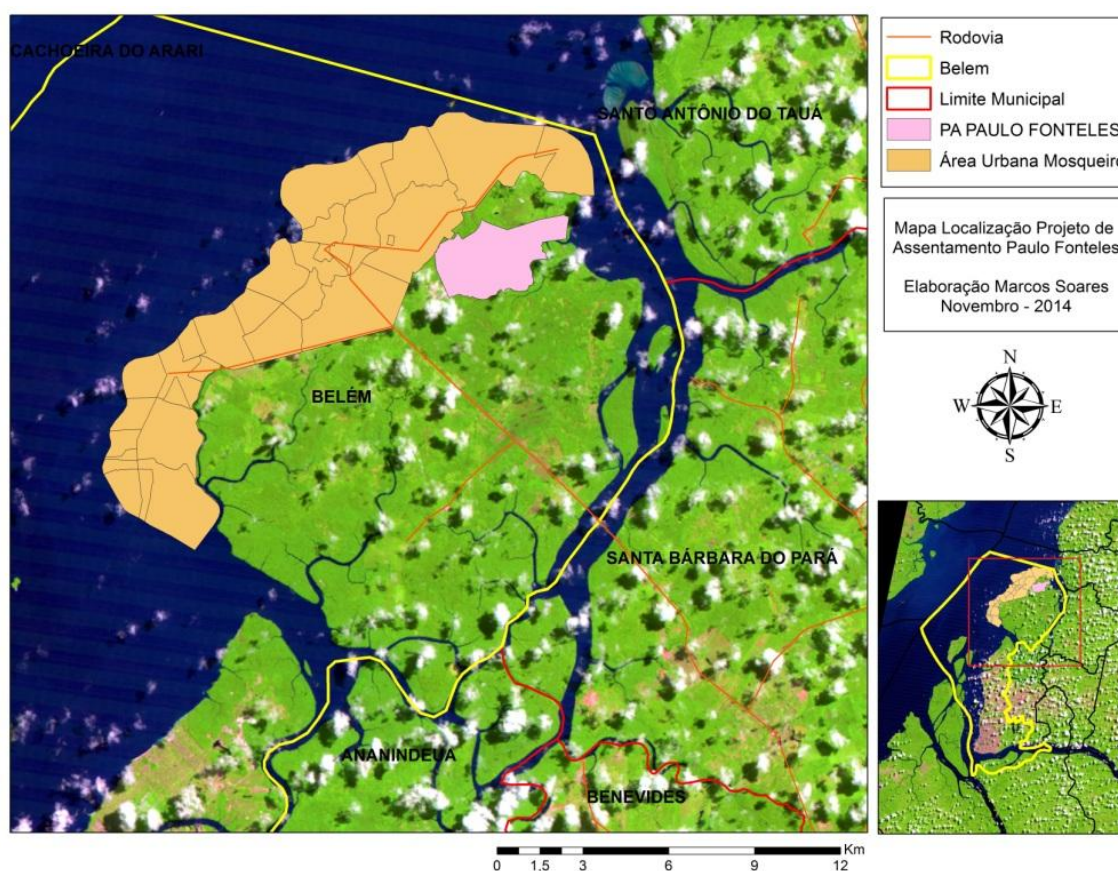 CACHOEIRA DO ARARI
SANTO ANTÔNIO DO TAUÁ
BELÉM
SANTA BÁRBARA DO PARÁ
ANANINDEUA
BENEVIDES
Rodovia
Belem
Limite Municipal
PA PAULO FONTELES
Área Urbana Mosqueiro
Mapa Localização Projeto de
Assentamento Paulo Fonteles
Elaboração Marcos Soares
Novembro - 2014
N
W E
S
Km
0 1.5 3 6 9 12